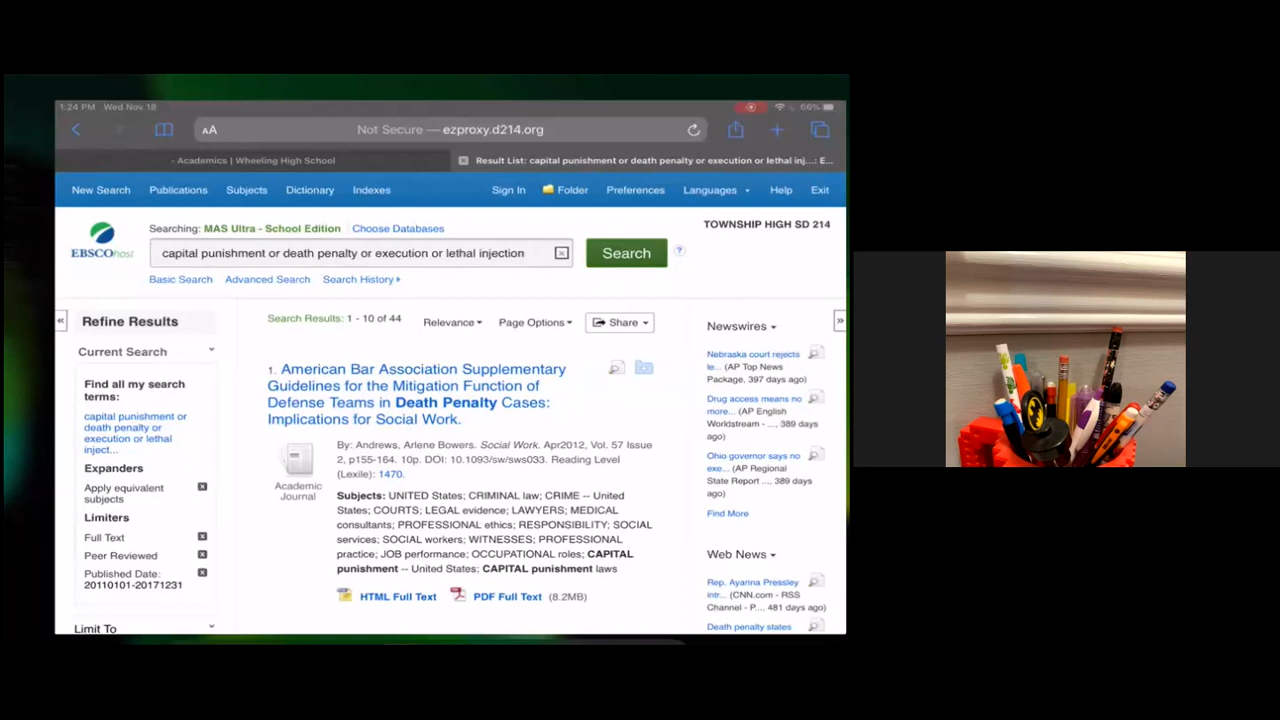 1:24 PM Wed Nov 18
66%
AA
Not Secure — ezproxy.d214.org
- Academics | Wheeling High School
Result List: capital punishment or death penalty or execution or lethal inj...: E...
New Search Publications Subjects Dictionary Indexes
Sign In Folder Preferences Languages Help Exit
EBSCOhost
Searching: MAS Ultra - School Edition Choose Databases
TOWNSHIP HIGH SD 214
capital punishment or death penalty or execution or lethal injection
Search
?
Basic Search Advanced Search Search History
Refine Results
Current Search
Find all my search
terms:
capital punishment or
death penalty or
execution or lethal
inject...
Expanders
Apply equivalent
subjects
Limiters
Full Text
Peer Reviewed
Published Date:
20110101-20171231
Limit To
Search Results: 1 - 10 of 44
Relevance Page Options Share
1. American Bar Association Supplementary
Guidelines for the Mitigation Function of
Defense Teams in Death Penalty Cases:
Implications for Social Work.
Academic
Journal
By: Andrews, Arlene Bowers. Social Work. Apr2012, Vol. 57 Issue
2, p155-164. 10p. DOI: 10.1093/sw/sws033. Reading Level
(Lexile): 1470.
Subjects: UNITED States; CRIMINAL law; CRIME -- United
States; COURTS; LEGAL evidence; LAWYERS; MEDICAL
consultants; PROFESSIONAL ethics; RESPONSIBILITY; SOCIAL
services; SOCIAL workers; WITNESSES; PROFESSIONAL
practice; JOB performance; OCCUPATIONAL roles; CAPITAL
punishment -- United States; CAPITAL punishment laws
HTML Full Text PDF Full Text (8.2MB)
Newswires
Nebraska court rejects
le... (AP Top News
Package, 397 days ago)
Drug access means no
more... (AP English
Worldstream - ..., 389 days
ago)
Ohio governor says no
exe... (AP Regional
State Report ..., 389 days
ago)
Find More
Web News
Rep. Ayanna Pressley
intr... (CNN.com - RSS
Channel - P..., 481 days ago)
Death penalty states